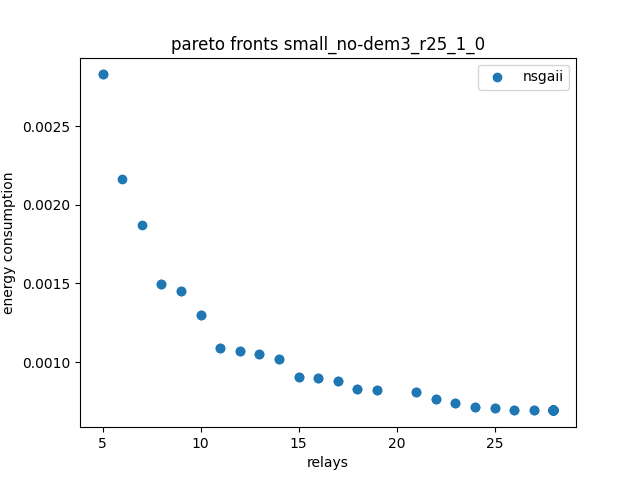 pareto fronts small_no-dem3_r25_1_0
nsgaii
0.0025
0.0020
0.0015
0.0010
energy consumption
5 10 15 20 25
relays